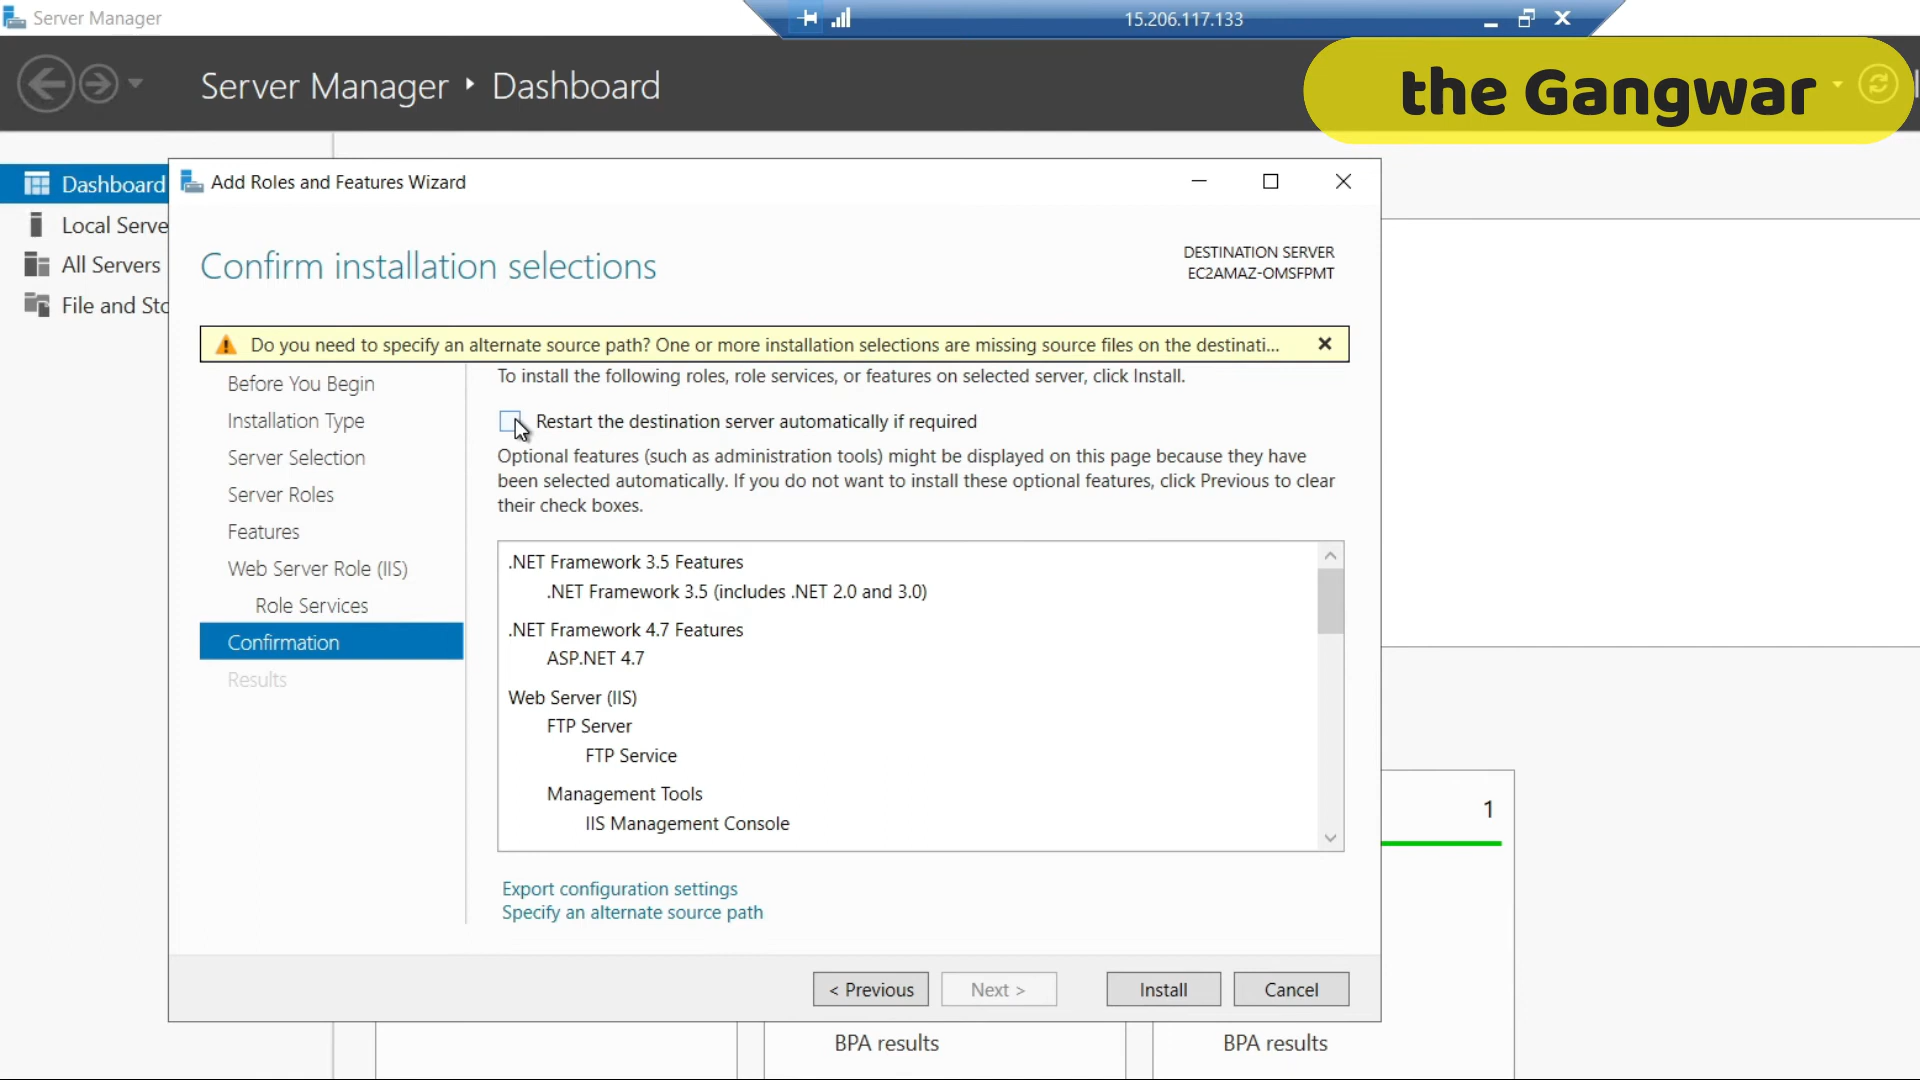 Server Manager
15.206.117.133
Server Manager ‣ Dashboard
the Gangwar
Dashboard
Local Serve
All Servers
File and Sto
Add Roles and Features Wizard
Confirm installation selections
DESTINATION SERVER
EC2AMAZ-OMSFPMT
Do you need to specify an alternate source path? One or more installation selections are missing source files on the destinati...
Before You Begin
Installation Type
Server Selection
Server Roles
Features
Web Server Role (IIS)
Role Services
Confirmation
Results
To install the following roles, role services, or features on selected server, click Install.
Restart the destination server automatically if required
Optional features (such as administration tools) might be displayed on this page because they have
been selected automatically. If you do not want to install these optional features, click Previous to clear
their check boxes.
.NET Framework 3.5 Features
.NET Framework 3.5 (includes .NET 2.0 and 3.0)
.NET Framework 4.7 Features
ASP.NET 4.7
Web Server (IIS)
FTP Server
FTP Service
Management Tools
IIS Management Console
Export configuration settings
Specify an alternate source path
< Previous
Next >
Install
Cancel
1
BPA results
BPA results